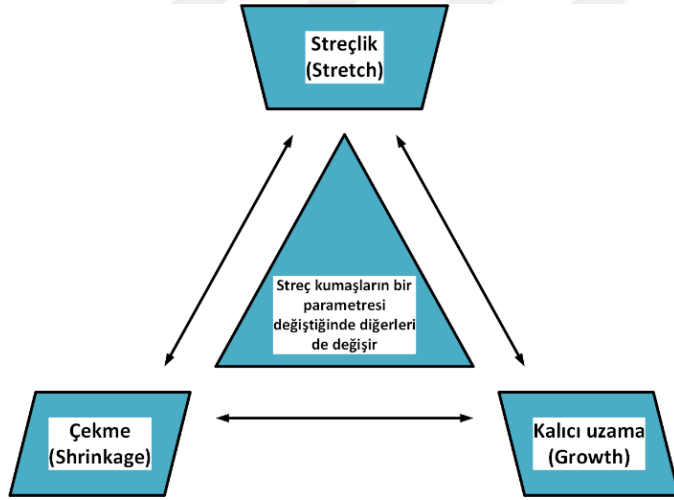 Streçlik
(Stretch)
Streç kumaşların bir
parametresi
değiştiğinde diğerleri
de değişir
Çekme
(Shrinkage)
Kalıcı uzama
(Growth)